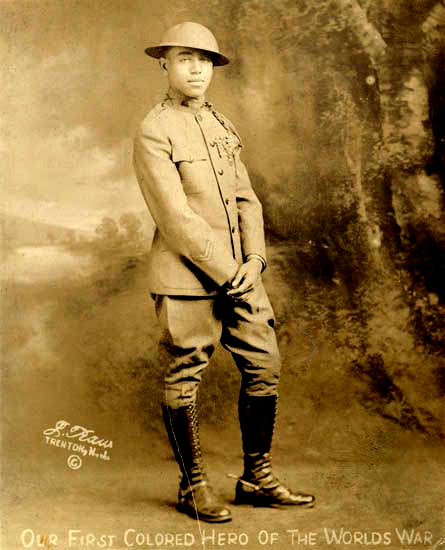 TRENTON,
©
OUR FIRST COLORED HERO OF THE WORLDS WAR